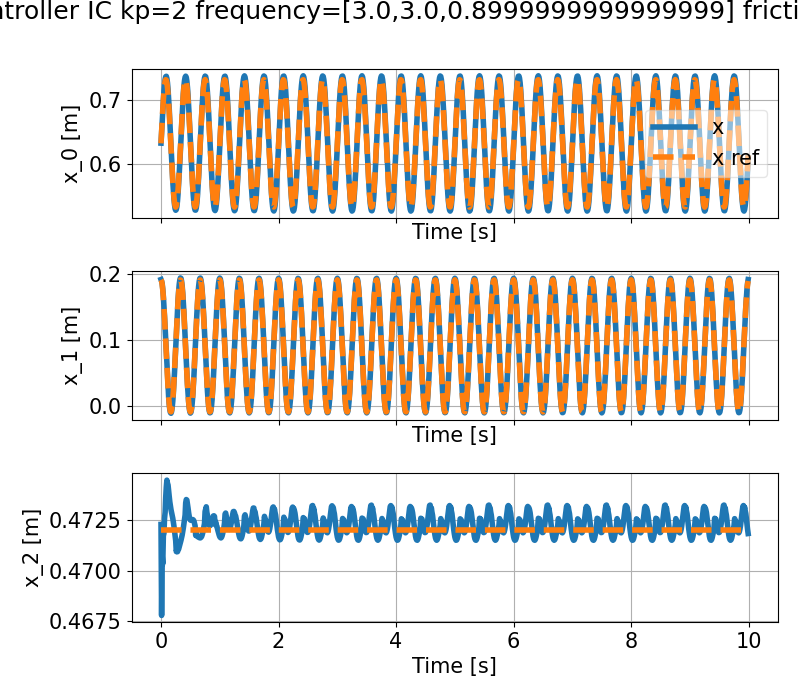 ntroller IC kp=2 frequency=[3.0,3.0,0.8999999999999999] fricti
0.7
0.6
x_0 [m]
x
x ref
Time [s]
0.2
0.1
0.0
x_1 [m]
Time [s]
0.4725
0.4700
0.4675
x_2 [m]
0 2 4 6 8 10
Time [s]